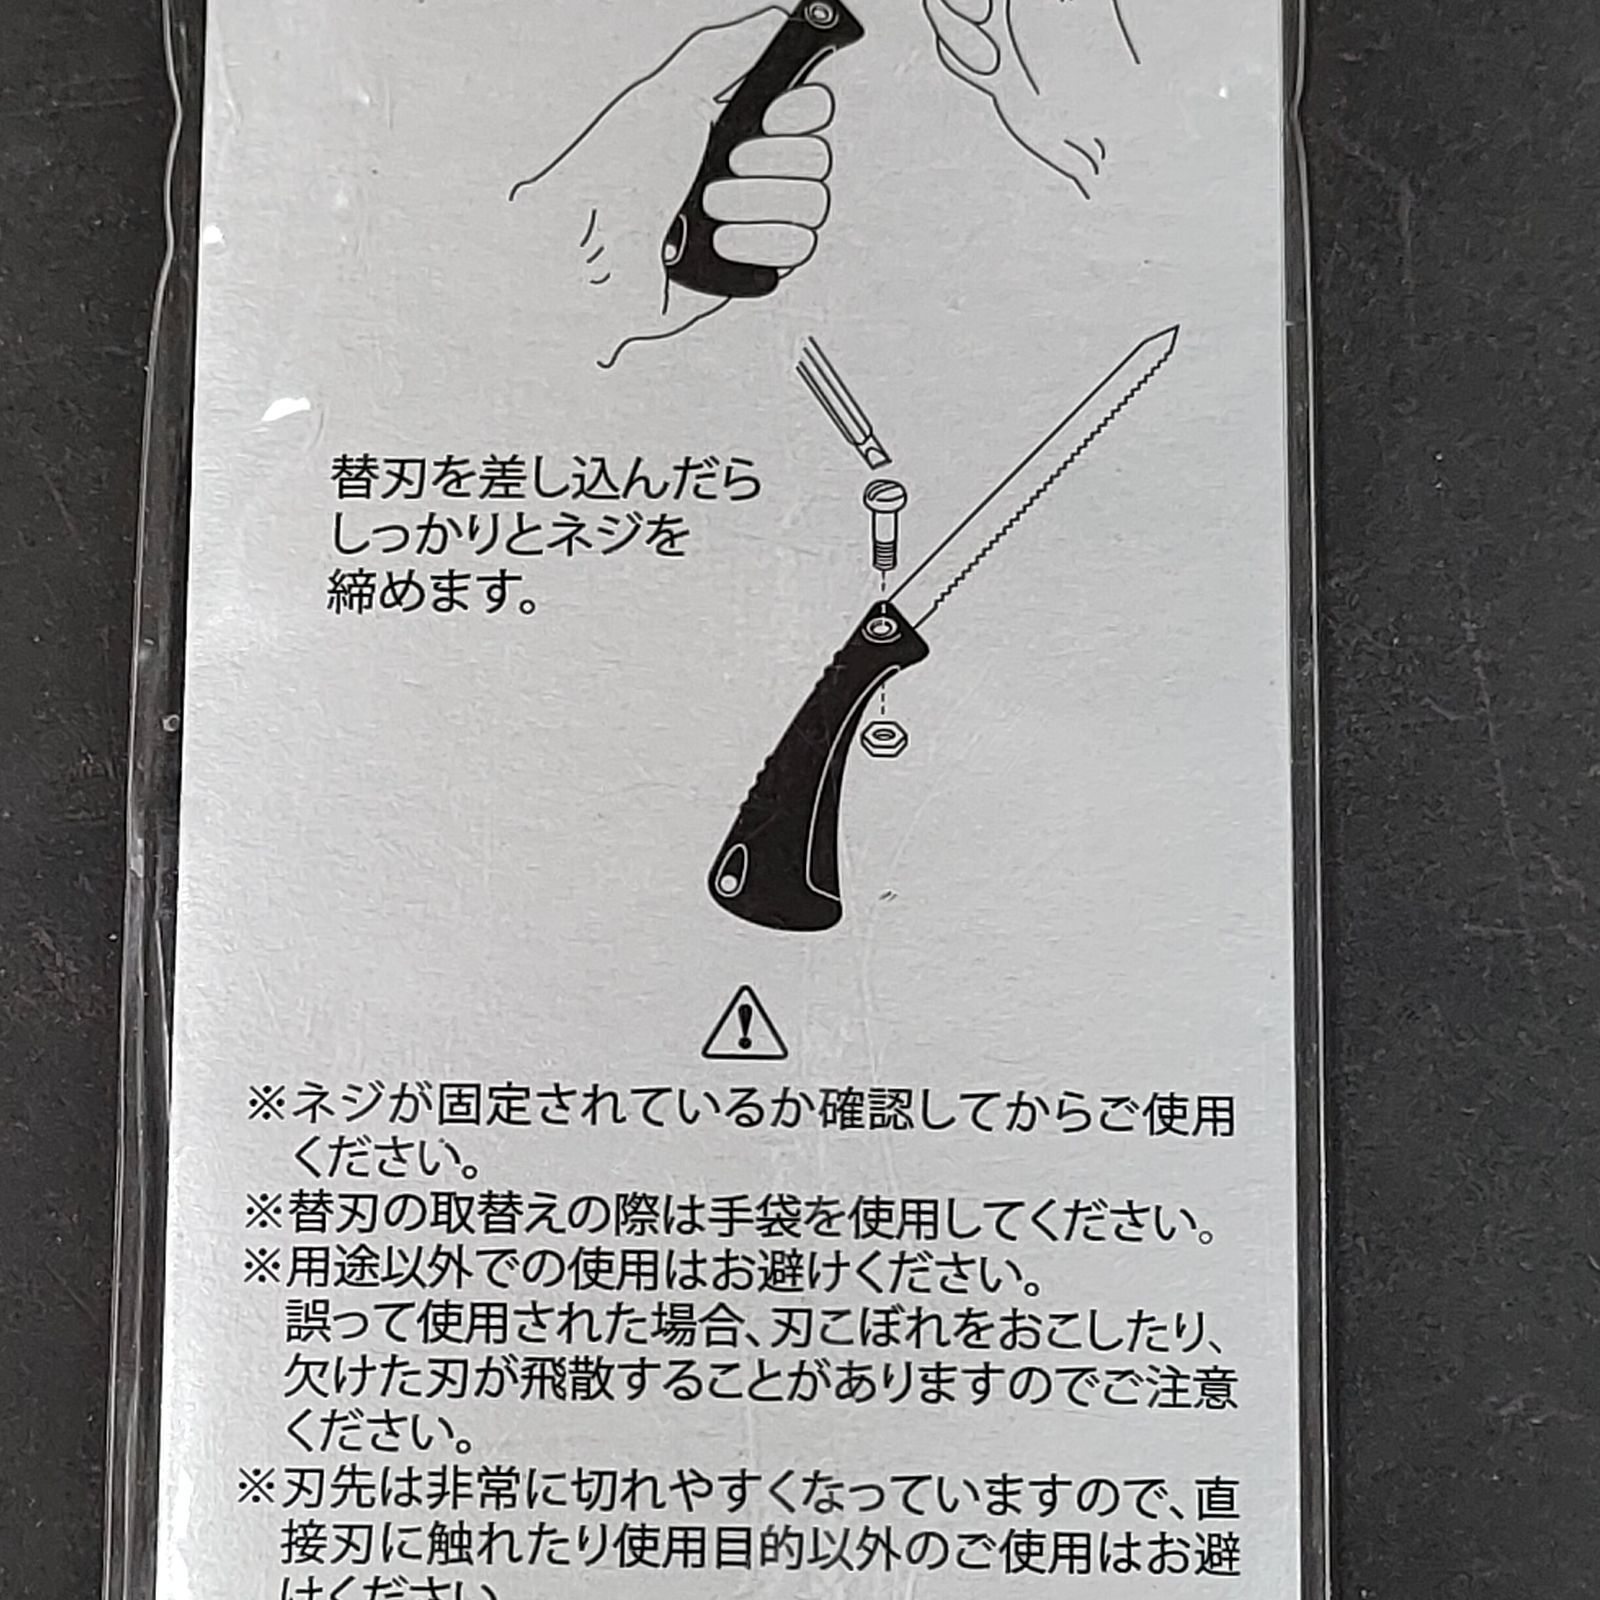 替刃を差し込んだら
しっかりとネジを
締めます。
※ネジが固定されているか確認してからご使用
ください。
※替刃の取替えの際は手袋を使用してください。
※用途以外での使用はお避けください。
誤って使用された場合、刃こぼれをおこしたり、
欠けた刃が飛散することがありますのでご注意
ください。
※刃先は非常に切れやすくなっていますので、直
接刃に触れたり使用目的以外のご使用はお避
けください